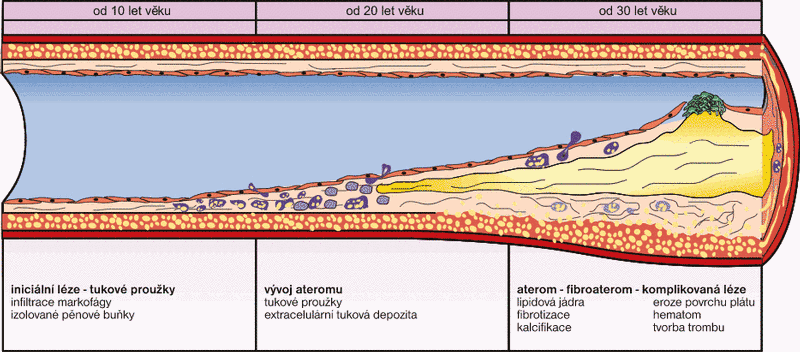 od 10 let věku
od 20 let věku
od 30 let věku
iniciální léze - tukové proužky
infiltrace markofágy
izolované pěnové buňky
vývoj ateromu
tukové proužky
extracelulární tuková depozita
aterom - fibroaterom - komplikovaná léze
lipidová jádra
fibrotizace
kalcifikace
eroze povrchu plátu
hematom
tvorba trombu